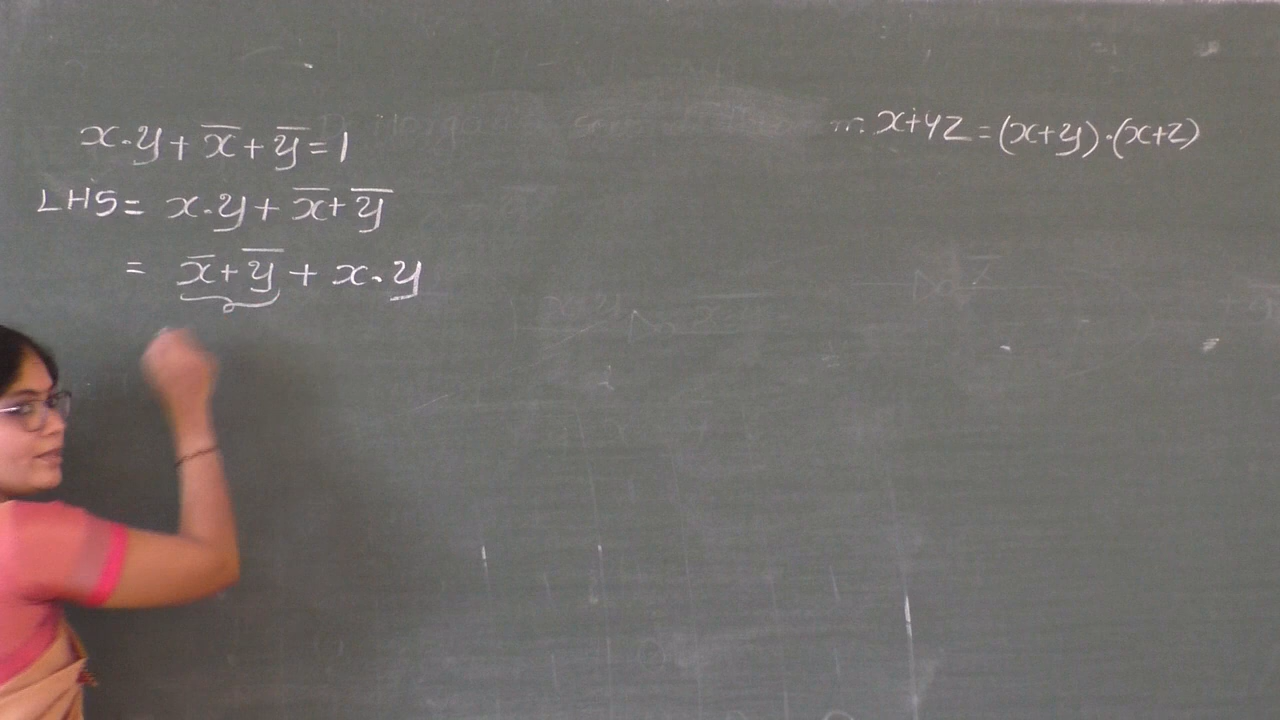 x·y + x̅ + y̅ = 1
LHS = x·y + x̅ + y̅
= x̅ + y̅ + x·y
x+yz = (x+y)·(x+z)